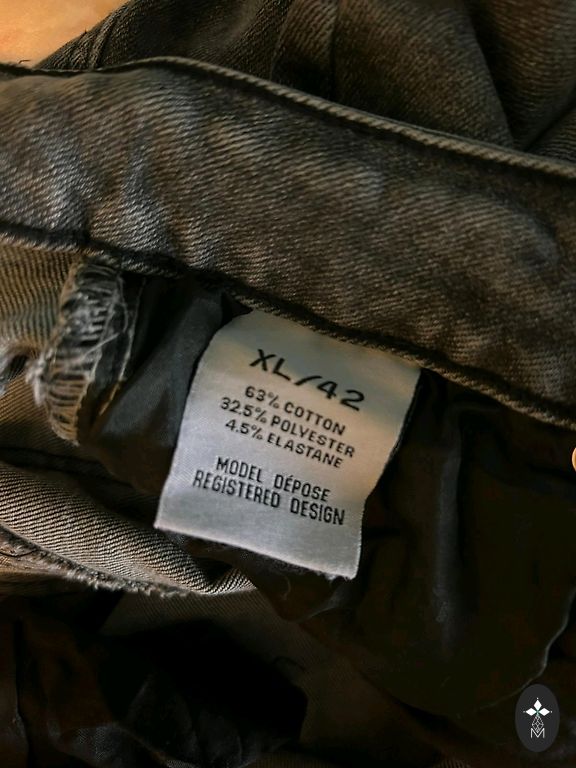 XL/42
63% COTTON
32.5% POLYESTER
4.5% ELASTANE
MODEL DÉPOSE
REGISTERED DESIGN
M